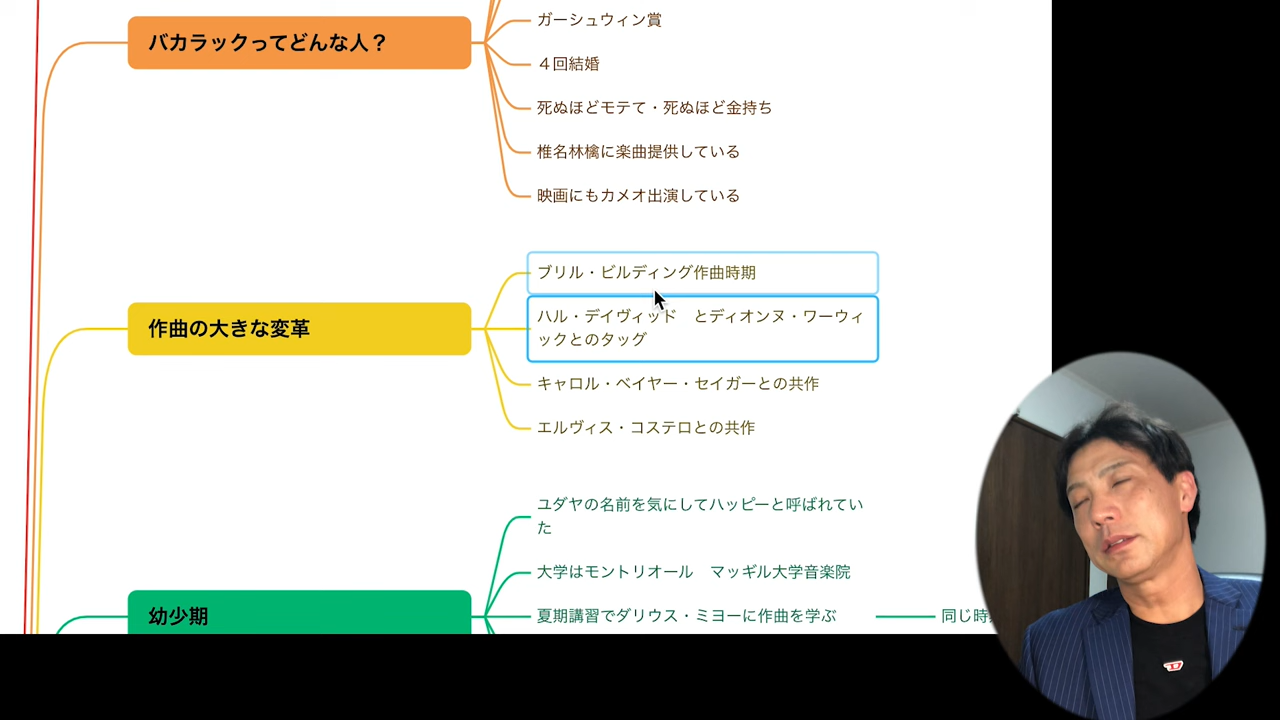 ガーシュウィン賞
バカラックってどんな人？
４回結婚
死ぬほどモテて・死ぬほど金持ち
椎名林檎に楽曲提供している
映画にもカメオ出演している
ブリル・ビルディング作曲時期
作曲の大きな変革
ハル・デイヴィッド　とディオンヌ・ワーウィ
ックとのタッグ
キャロル・ベイヤー・セイガーとの共作
エルヴィス・コステロとの共作
ユダヤの名前を気にしてハッピーと呼ばれてい
た
大学はモントリオール　マッギル大学音楽院
幼少期
夏期講習でダリウス・ミヨーに作曲を学ぶ
同じ時